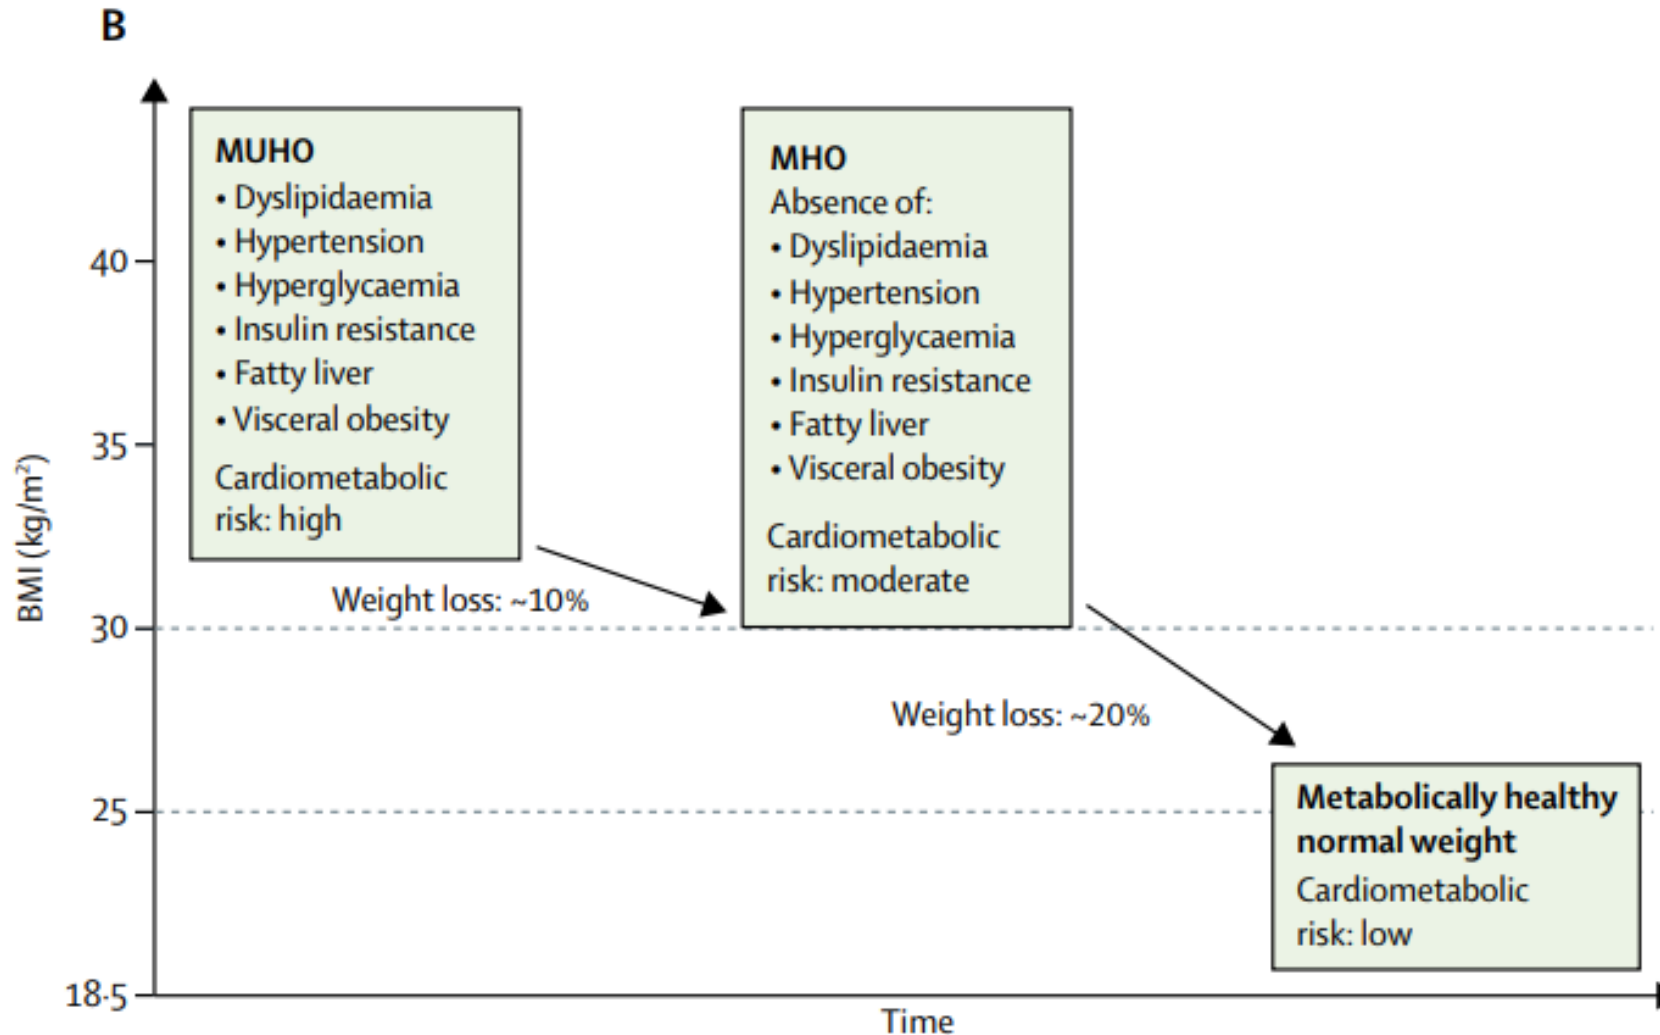 B
MUHO
• Dyslipidaemia
• Hypertension
• Hyperglycaemia
• Insulin resistance
• Fatty liver
• Visceral obesity
Cardiometabolic
risk: high
MHO
Absence of:
• Dyslipidaemia
• Hypertension
• Hyperglycaemia
• Insulin resistance
• Fatty liver
• Visceral obesity
Cardiometabolic
risk: moderate
Weight loss: ~10%
Weight loss: ~20%
Metabolically healthy
normal weight
Cardiometabolic
risk: low
BMI (kg/m²)
40
35
30
25
18·5
Time